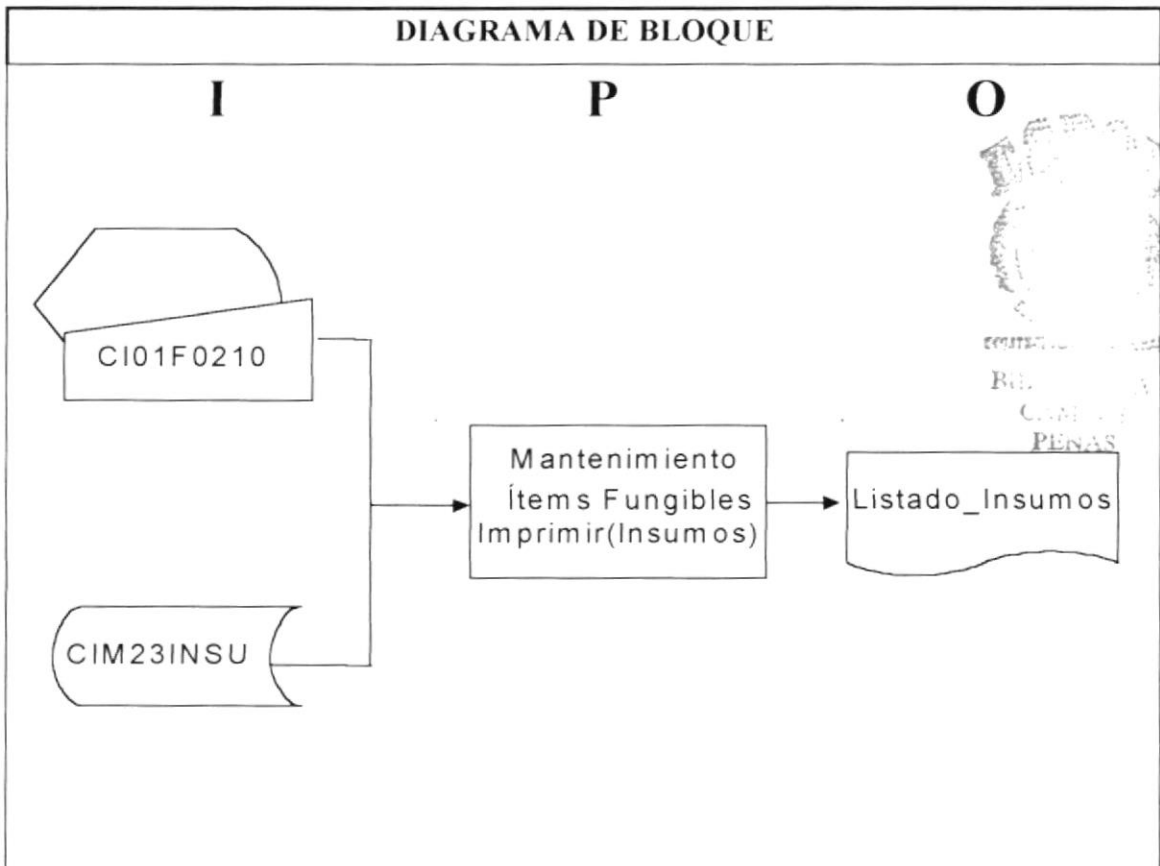 DIAGRAMA DE BLOQUE
I P O
CI01F0210
Mantenimiento
Ítems Fungibles
Imprimir(Insumos)
Listado_Insumos
CIM23INSU
PENAS